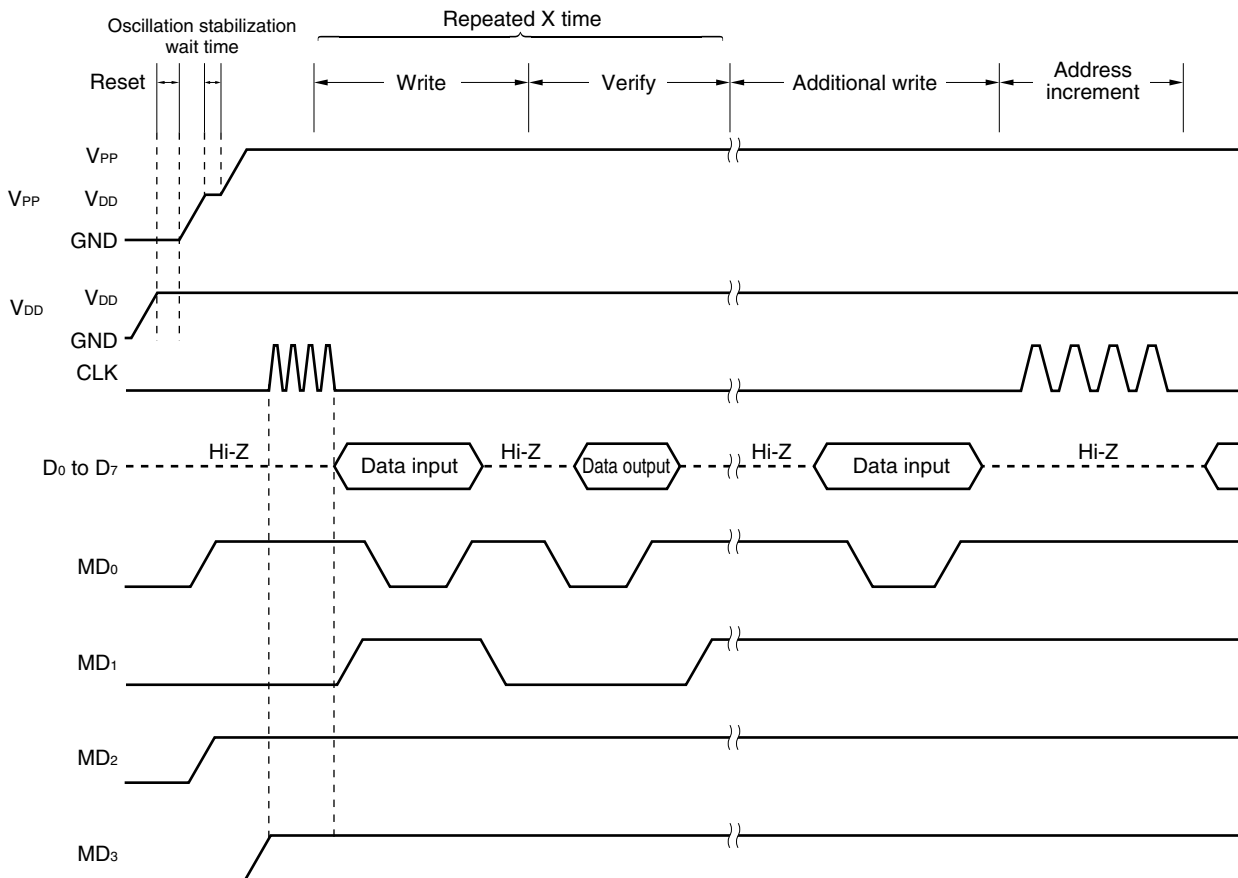 Oscillation stabilization
wait time
Repeated X time
Reset
Write
Verify
Additional write
Address
increment
VPP
VPP
VDD
GND
VDD
VDD
GND
CLK
D0 to D7
Hi-Z
Data input
Hi-Z
Data output
Hi-Z
Data input
Hi-Z
MD0
MD1
MD2
MD3